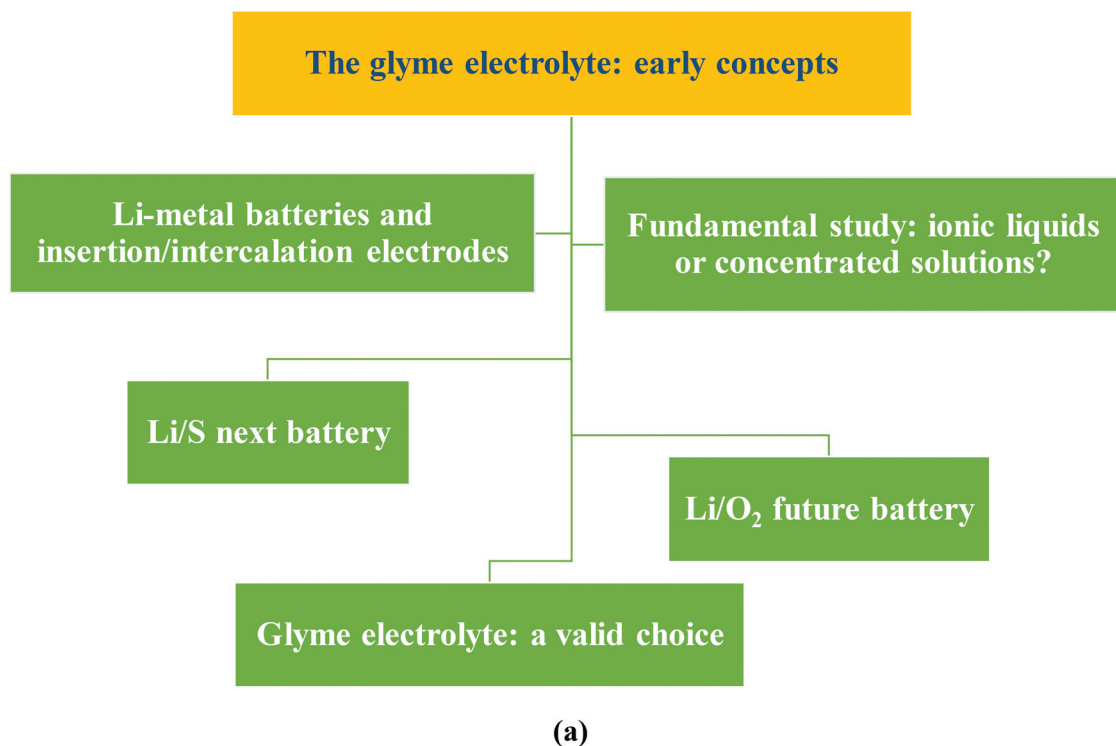 The glyme electrolyte: early concepts
Li-metal batteries and
insertion/intercalation electrodes
Fundamental study: ionic liquids
or concentrated solutions?
Li/S next battery
Li/O₂ future battery
Glyme electrolyte: a valid choice
(a)